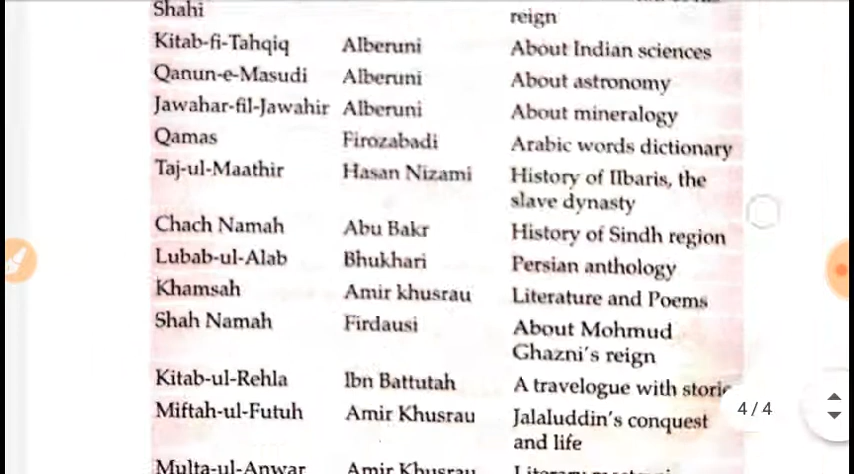 Shahi reign
Kitab-fi-Tahqiq Alberuni About Indian sciences
Qanun-e-Masudi Alberuni About astronomy
Jawahar-fil-Jawahir Alberuni About mineralogy
Qamas Firozabadi Arabic words dictionary
Taj-ul-Maathir Hasan Nizami History of Ilbaris, the
slave dynasty
Chach Namah Abu Bakr History of Sindh region
Lubab-ul-Alab Bhukhari Persian anthology
Khamsah Amir khusrau Literature and Poems
Shah Namah Firdausi About Mohmud
Ghazni's reign
Kitab-ul-Rehla Ibn Battutah A travelogue with
4/4
Miftah-ul-Futuh Amir Khusrau Jalaluddin's conquest
and life
Multa-ul-Anwar Amir Khusrau